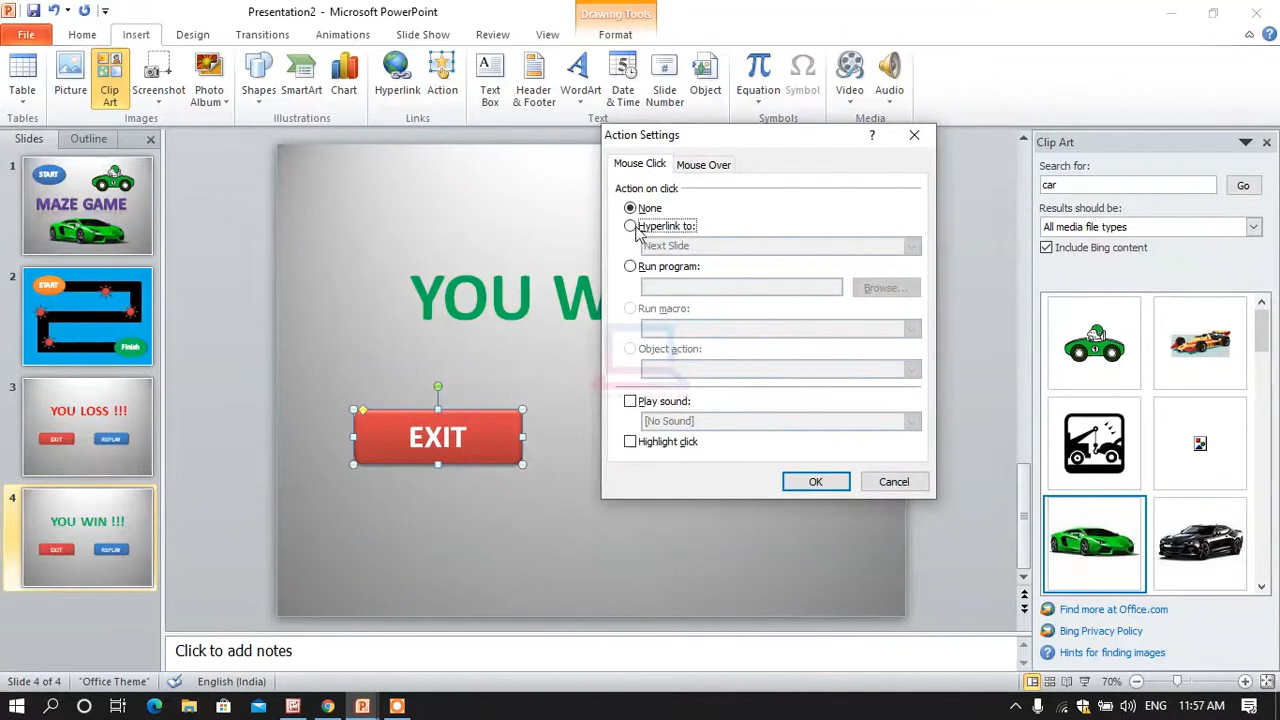 Presentation2 - Microsoft PowerPoint
Drawing Tools
File Home Insert Design Transitions Animations Slide Show Review View Format
Table
Picture
Clip Art
Screenshot
Photo Album
Shapes
SmartArt
Chart
Hyperlink
Action
Text Box
Header & Footer
WordArt
Date & Time
Slide Number
Object
Equation
Symbol
Video
Audio
Tables Images Illustrations Links Text Symbols Media
Slides Outline
1
START
MAZE GAME
2
START
Finish
3
YOU LOSS !!!
EXIT REPLAY
4
YOU WIN !!!
EXIT REPLAY
YOU W
EXIT
Action Settings
Mouse Click Mouse Over
Action on click
None
Hyperlink to:
Next Slide
Run program:
Browse...
Run macro:
Object action:
Play sound:
[No Sound]
Highlight click
OK Cancel
Clip Art
Search for:
car Go
Results should be:
All media file types
Include Bing content
Find more at Office.com
Bing Privacy Policy
Hints for finding images
Click to add notes
Slide 4 of 4 "Office Theme" English (India) 70%
ENG 11:57 AM